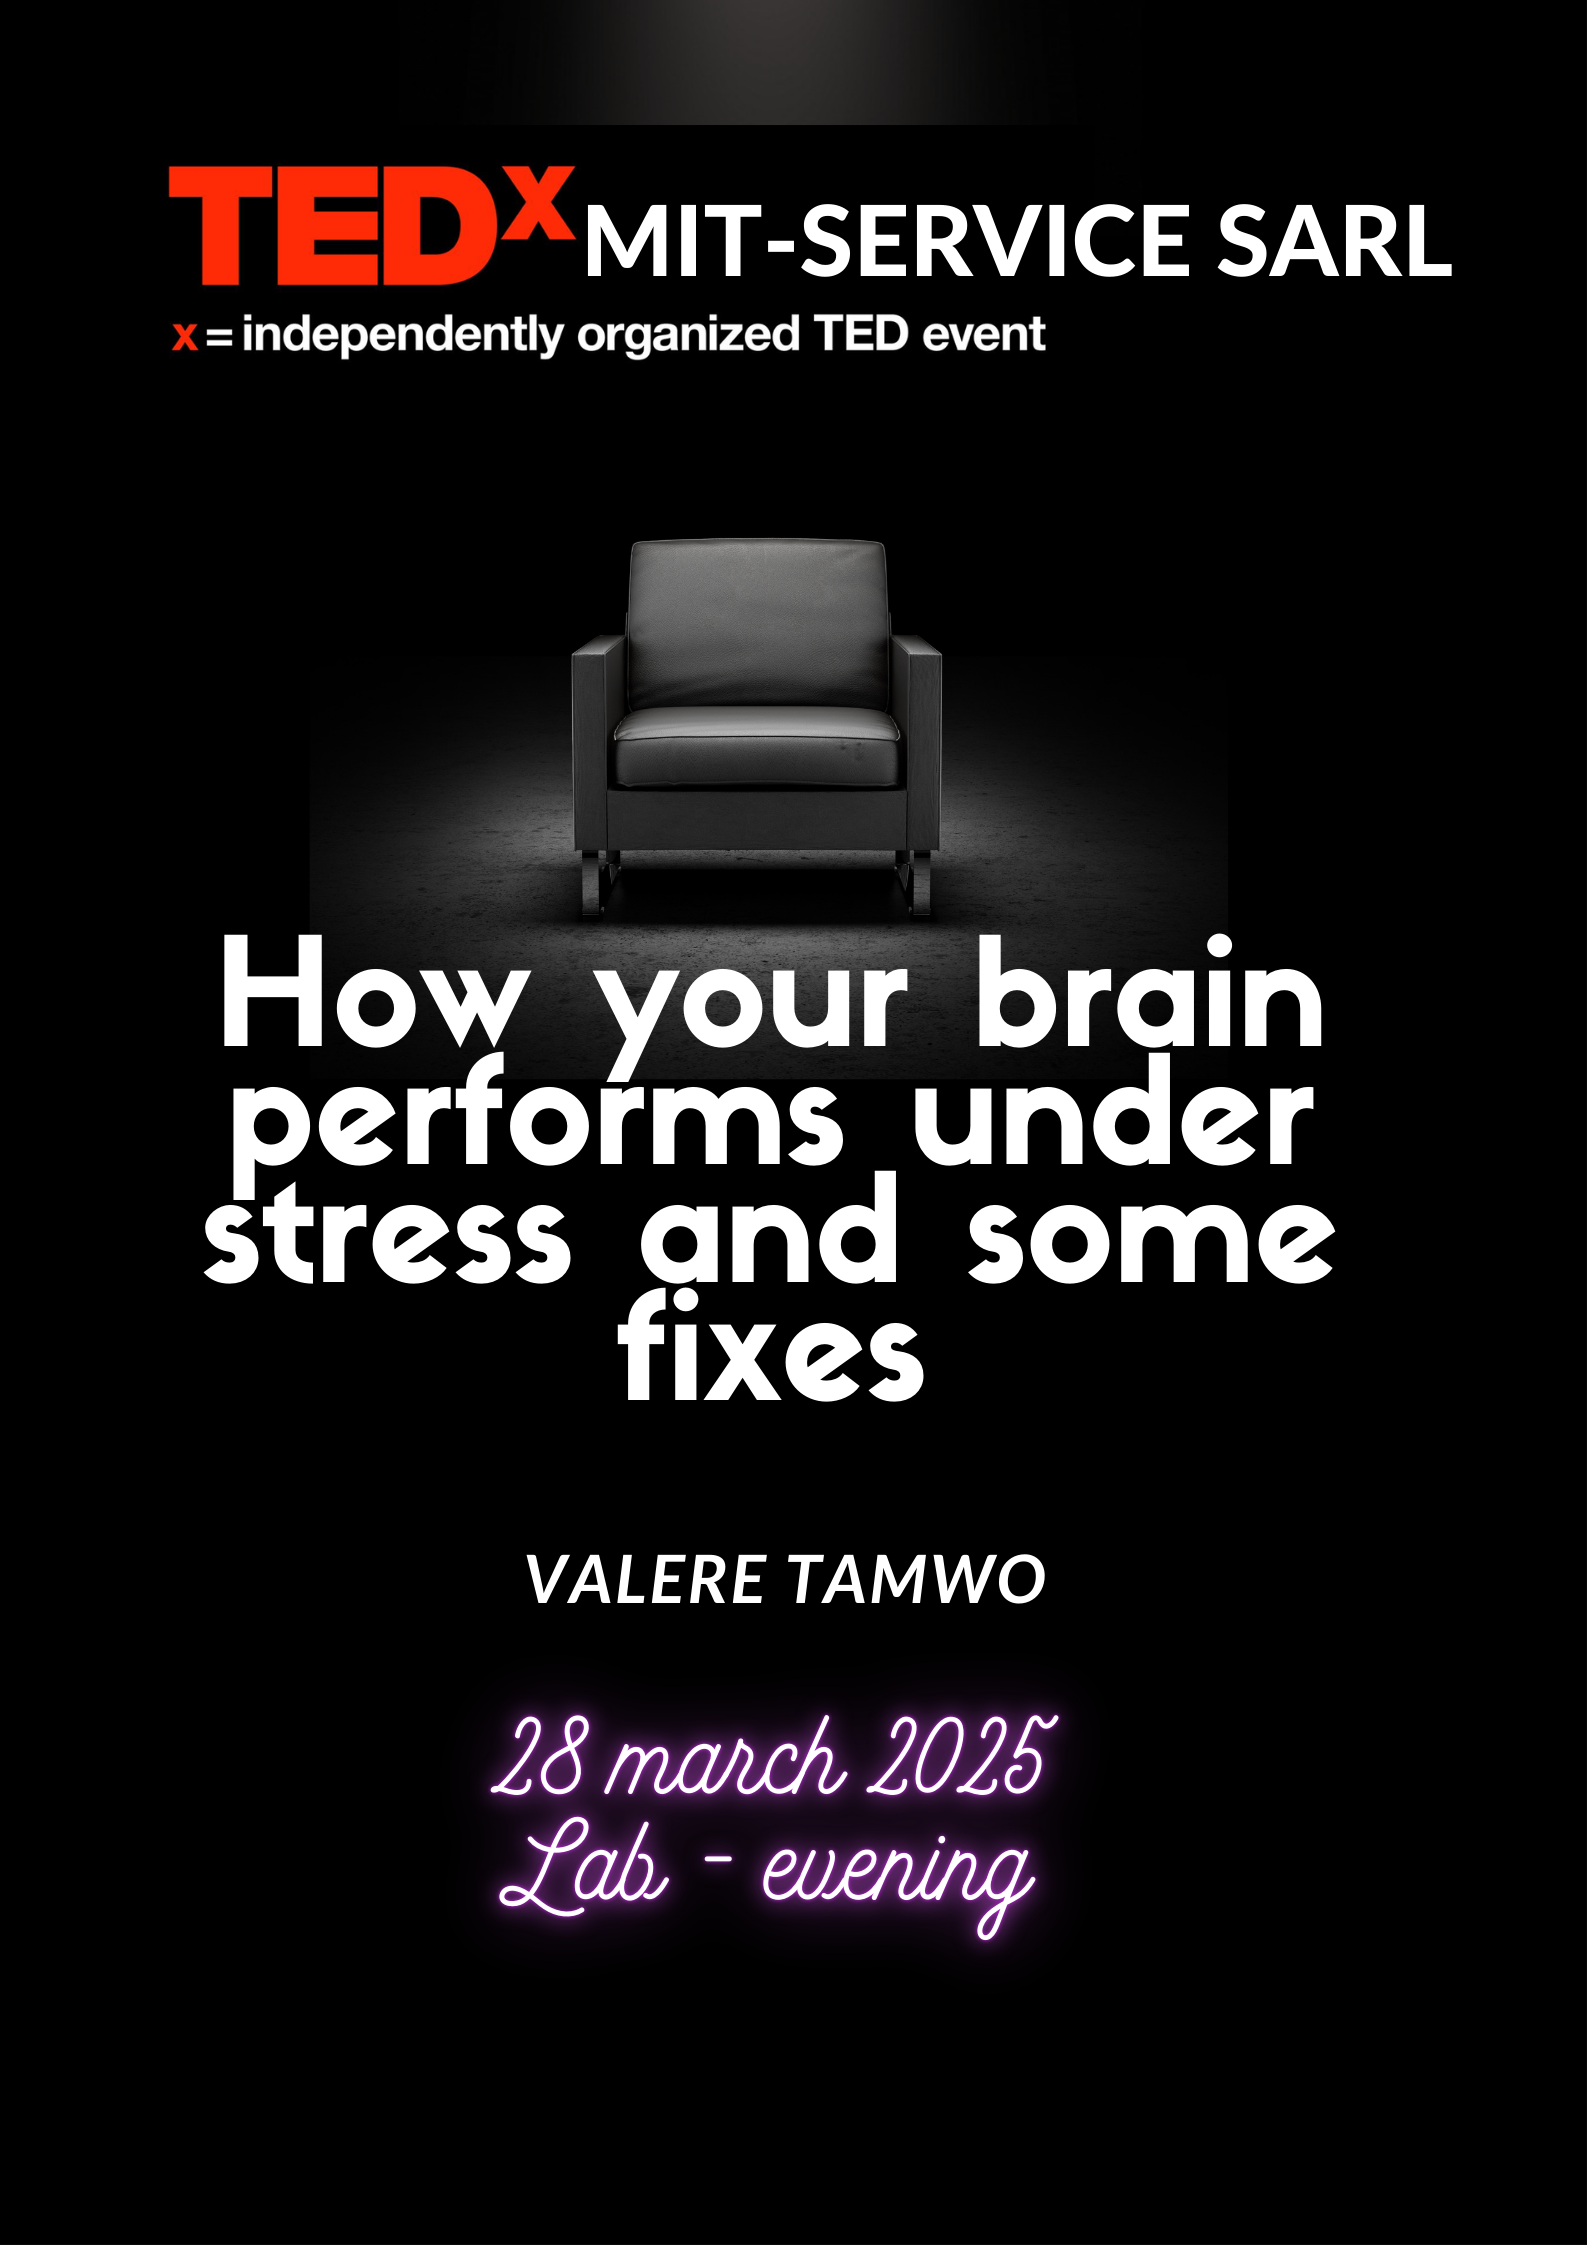 TEDx MIT-SERVICE SARL
x = independently organized TED event
How your brain
performs under
stress and some
fixes
VALERE TAMWO
28 march 2025
Lab - evening